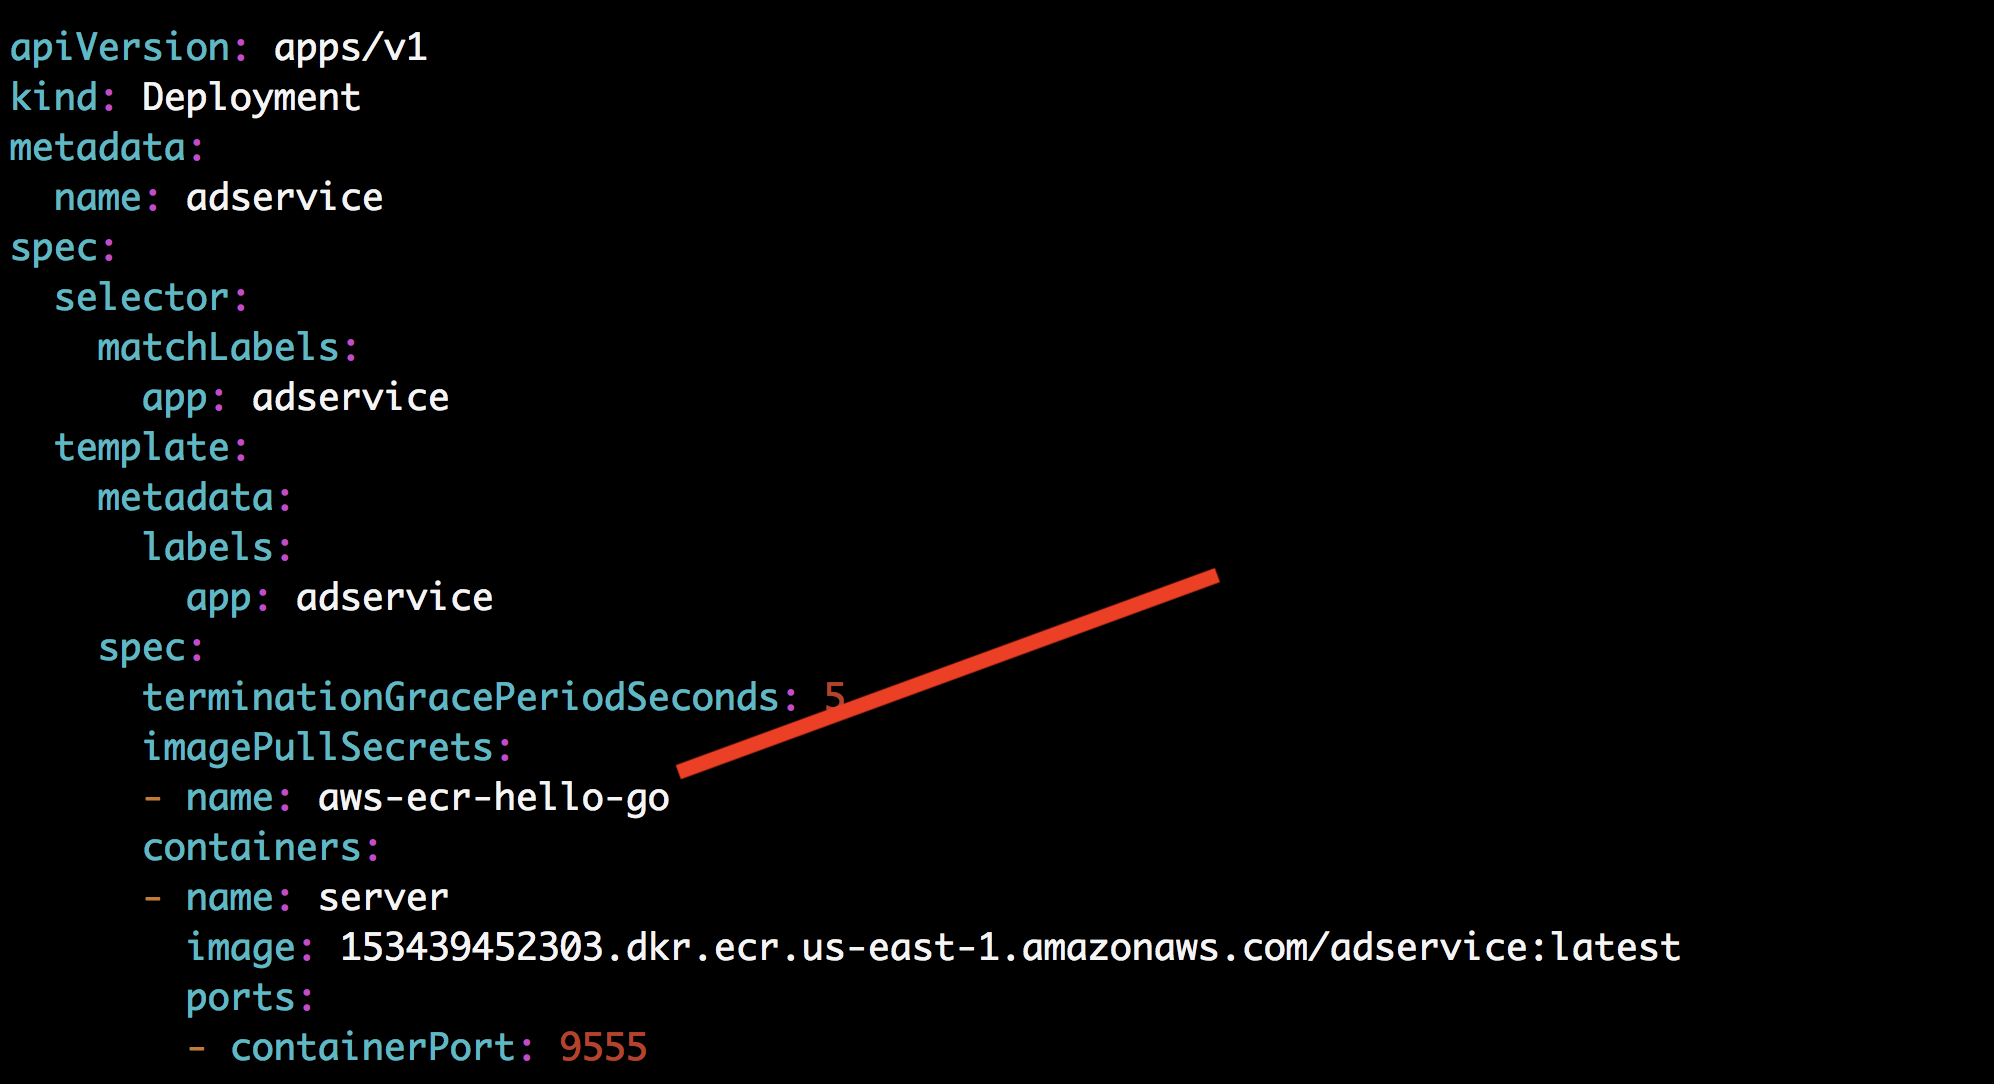 apiVersion: apps/v1
kind: Deployment
metadata:
  name: adservice
spec:
  selector:
    matchLabels:
      app: adservice
  template:
    metadata:
      labels:
        app: adservice
    spec:
      terminationGracePeriodSeconds: 5
      imagePullSecrets:
      - name: aws-ecr-hello-go
      containers:
      - name: server
        image: 153439452303.dkr.ecr.us-east-1.amazonaws.com/adservice:latest
        ports:
        - containerPort: 9555